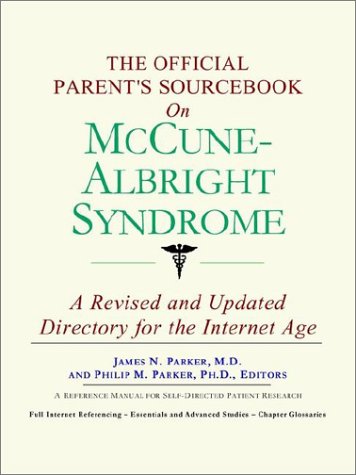 THE OFFICIAL
PARENT'S SOURCEBOOK
On
MCCUNE-
ALBRIGHT
SYNDROME
A Revised and Updated
Directory for the Internet Age
JAMES N. PARKER, M.D.
AND PHILIP M. PARKER, PH.D., EDITORS
A REFERENCE MANUAL FOR SELF-DIRECTED PATIENT RESEARCH
Full Internet Referencing – Essentials and Advanced Studies – Chapter Glossaries